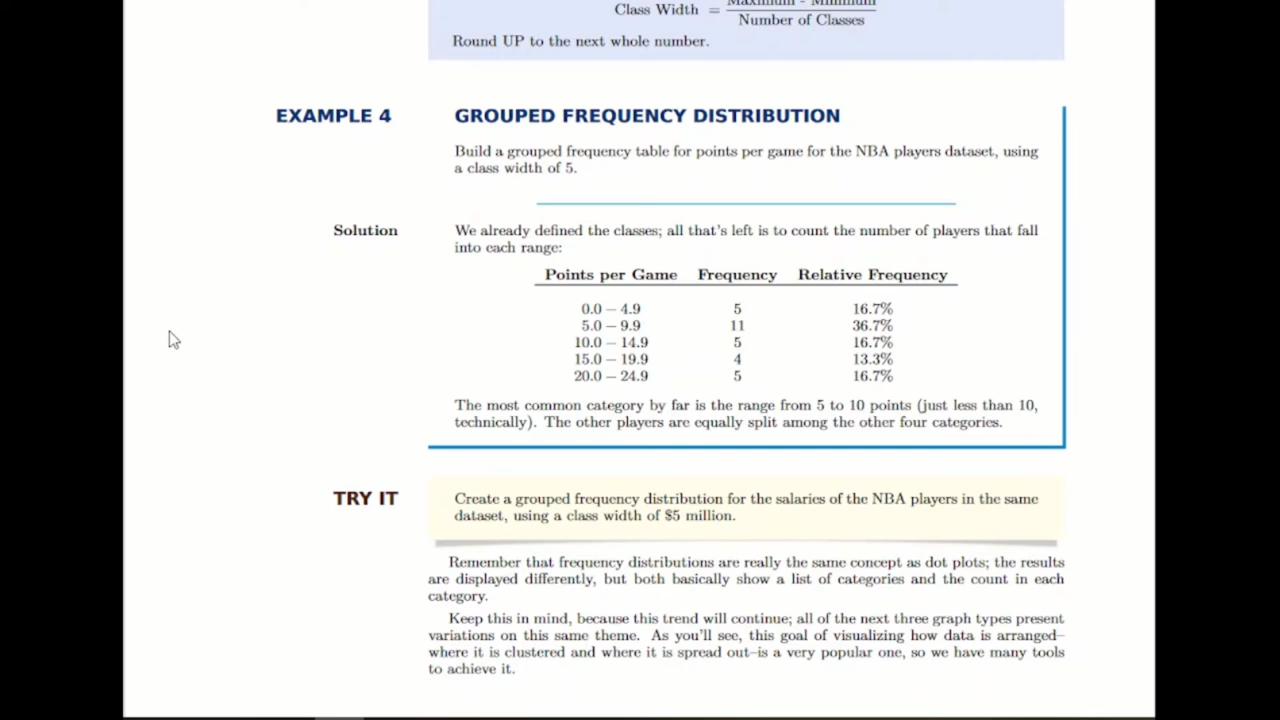 Class Width = Maximum - Minimum
Number of Classes
Round UP to the next whole number.
EXAMPLE 4
GROUPED FREQUENCY DISTRIBUTION
Build a grouped frequency table for points per game for the NBA players dataset, using
a class width of 5.
Solution
We already defined the classes; all that's left is to count the number of players that fall
into each range:
Points per Game Frequency Relative Frequency
0.0 – 4.9 5 16.7%
5.0 – 9.9 11 36.7%
10.0 – 14.9 5 16.7%
15.0 – 19.9 4 13.3%
20.0 – 24.9 5 16.7%
The most common category by far is the range from 5 to 10 points (just less than 10,
technically). The other players are equally split among the other four categories.
TRY IT
Create a grouped frequency distribution for the salaries of the NBA players in the same
dataset, using a class width of $5 million.
Remember that frequency distributions are really the same concept as dot plots; the results
are displayed differently, but both basically show a list of categories and the count in each
category.
Keep this in mind, because this trend will continue; all of the next three graph types present
variations on this same theme. As you'll see, this goal of visualizing how data is arranged–
where it is clustered and where it is spread out–is a very popular one, so we have many tools
to achieve it.